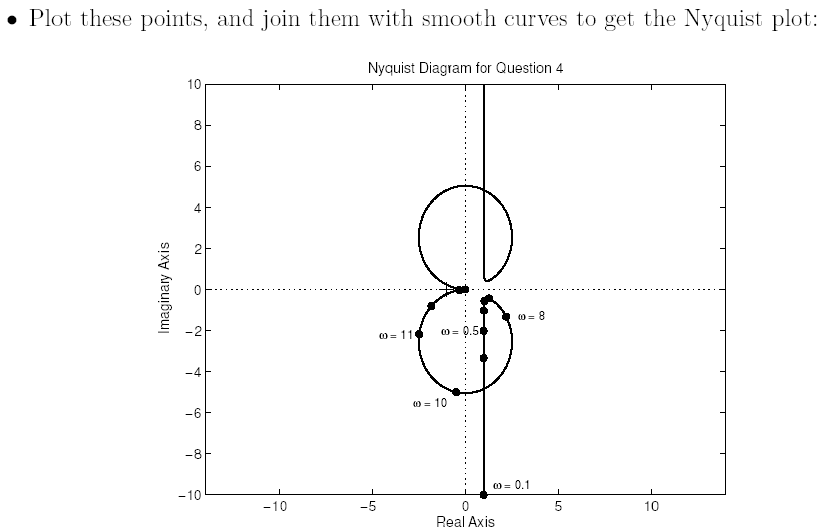 • Plot these points, and join them with smooth curves to get the Nyquist plot:
Nyquist Diagram for Question 4
10
8
6
4
2
0
−2
−4
−6
−8
−10
Imaginary Axis
ω = 8
ω = 0.5
ω = 11
ω = 10
ω = 0.1
−10 −5 0 5 10
Real Axis